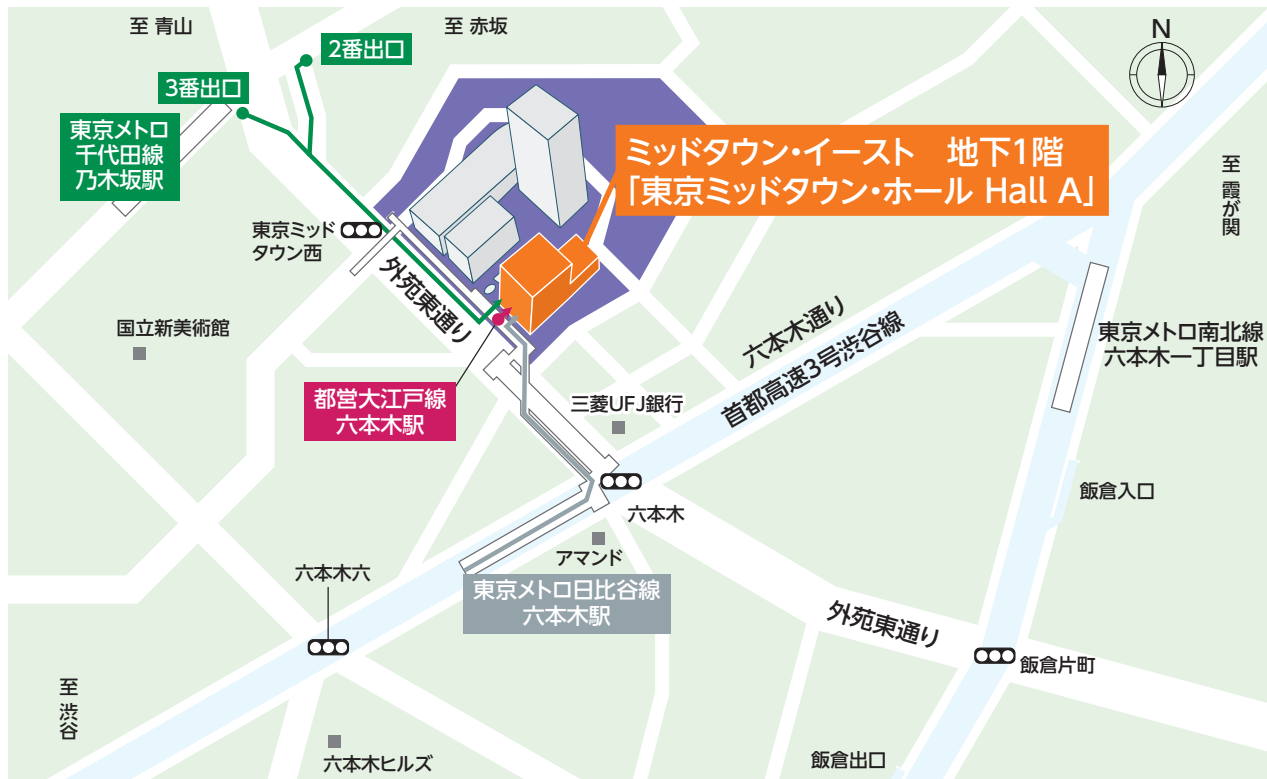 至 青山
至 赤坂
N
2番出口
3番出口
東京メトロ
千代田線
乃木坂駅
ミッドタウン・イースト　地下1階
「東京ミッドタウン・ホール Hall A」
至 霞が関
東京ミッド
タウン西
外苑東通り
国立新美術館
六本木通り
首都高速3号渋谷線
東京メトロ南北線
六本木一丁目駅
都営大江戸線
六本木駅
三菱UFJ銀行
飯倉入口
六本木
アマンド
六本木六
東京メトロ日比谷線
六本木駅
外苑東通り
飯倉片町
至 渋谷
六本木ヒルズ
飯倉出口